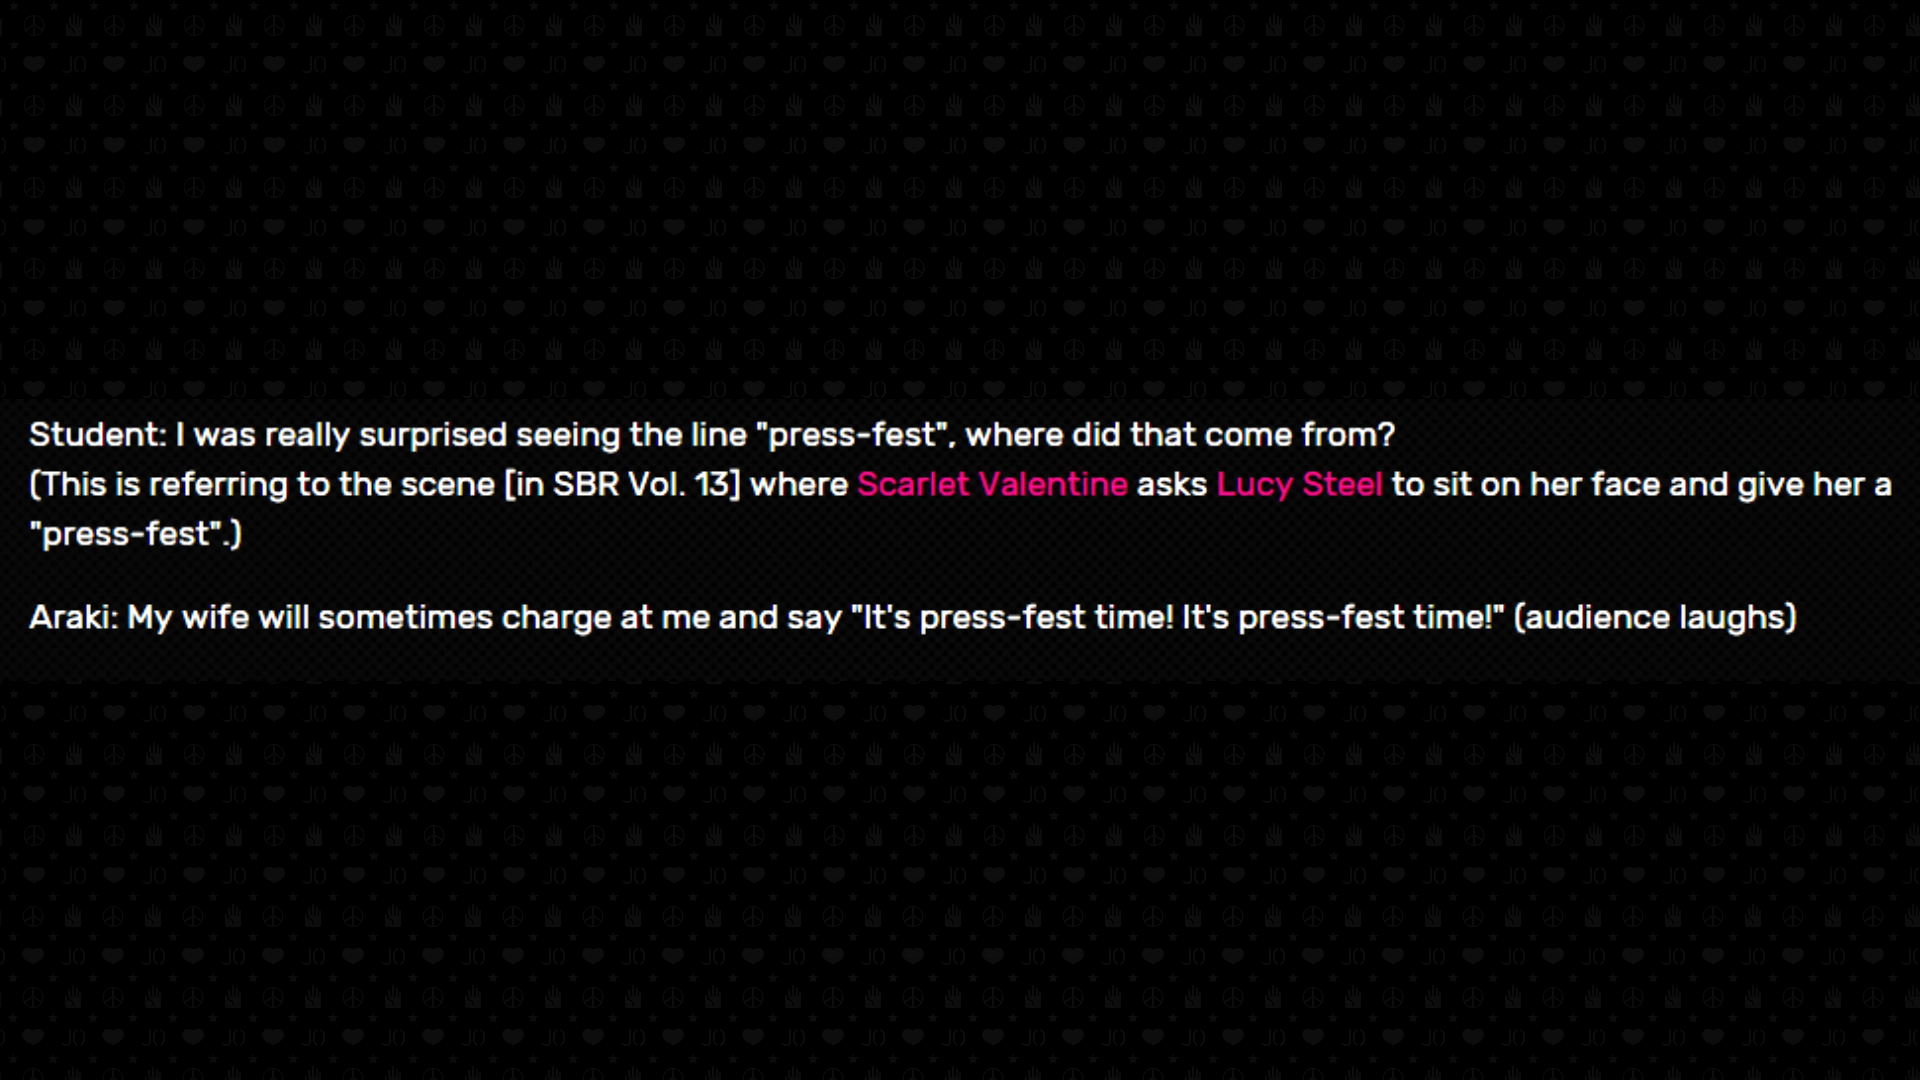 Student: I was really surprised seeing the line "press-fest", where did that come from?
(This is referring to the scene [in SBR Vol. 13] where Scarlet Valentine asks Lucy Steel to sit on her face and give her a
"press-fest".)
Araki: My wife will sometimes charge at me and say "It's press-fest time! It's press-fest time!" (audience laughs)